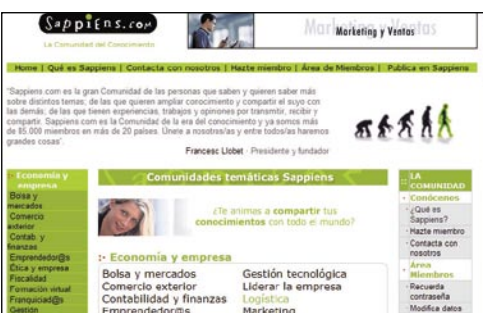 Sappiens.com
La Comunidad del Conocimiento
Marketing y Ventas
Marketing y Ventas
Home | Qué es Sappiens | Contacta con nosotros | Hazte miembro | Área de Miembros | Publica en Sappiens
"Sappiens.com es la gran Comunidad de las personas que saben y quieren saber más
sobre distintos temas; de las que quieren ampliar conocimiento y compartir el suyo con
las demás; de las que tienen experiencias, trabajos y opiniones por transmitir, recibir y
compartir. Sappiens.com es la Comunidad de la era del conocimiento y ya somos más
de 85.000 miembros en más de 20 países. Únete a nosotros/as y entre todos/as haremos
grandes cosas".
Francesc Llobet - Presidente y fundador
:- Economía y
empresa
Bolsa y
mercados
Comercio
exterior
Contab. y
finanzas
Emprendedor@s
Ética y empresa
Fiscalidad
Formación virtual
Franquiciad@s
Gestión
Comunidades temáticas Sappiens
¿Te animas a compartir tus
conocimientos con todo el mundo?
:- Economía y empresa
Bolsa y mercados
Comercio exterior
Contabilidad y finanzas
Emprendedor@s
Gestión tecnológica
Liderar la empresa
Logística
Marketing
:: LA
COMUNIDAD
- Conócenos
· ¿Qué es
Sappiens?
· Hazte miembro
· Contacta con
nosotros
- Área
Miembros
· Recuerda
contraseña
· Modifica datos